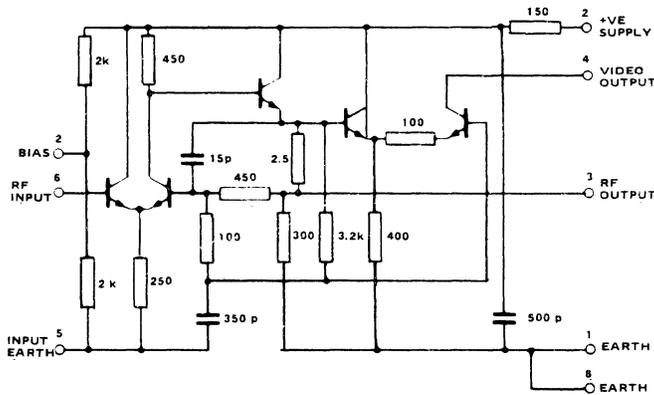 150
2
+VE
SUPPLY
2k
450
4
VIDEO
OUTPUT
100
2
BIAS
15p
2.5
6
RF
INPUT
450
3
RF
OUTPUT
100
300
3.2k
400
2 k
250
350 p
500 p
5
INPUT
EARTH
1
EARTH
8
EARTH